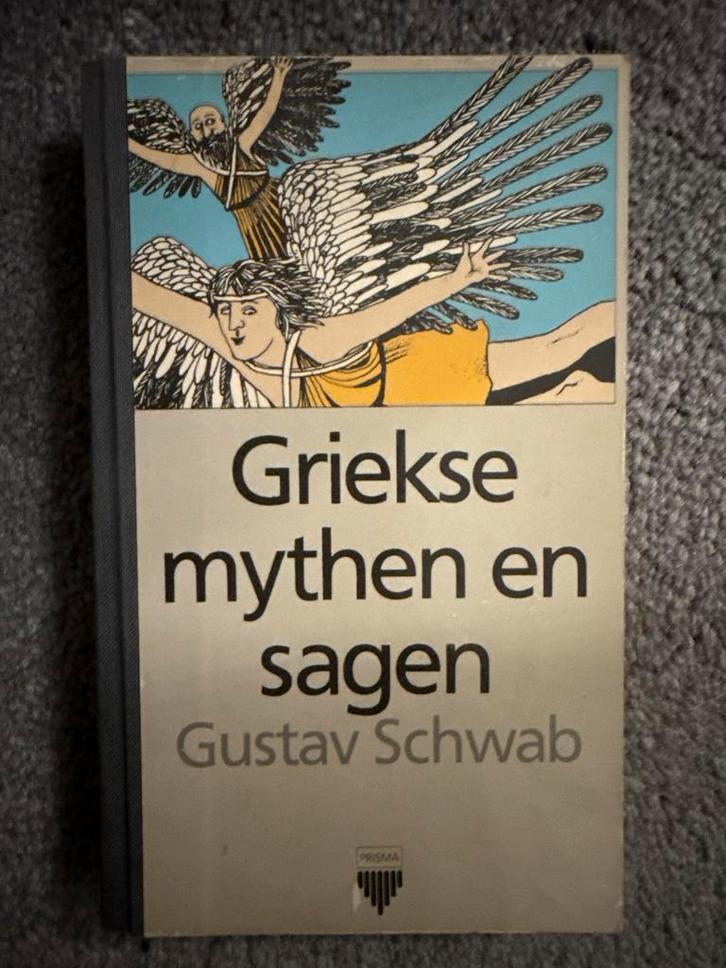 Griekse
mythen en
sagen
Gustav Schwab
PRISMA